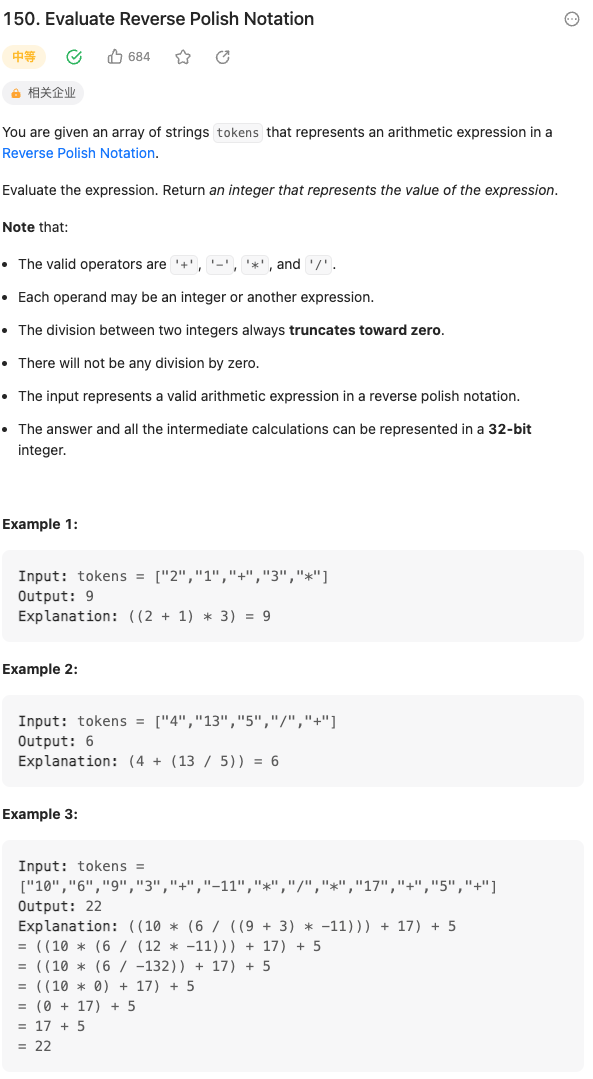 150. Evaluate Reverse Polish Notation
中等
684
相关企业
You are given an array of strings tokens that represents an arithmetic expression in a
Reverse Polish Notation.
Evaluate the expression. Return an integer that represents the value of the expression.
Note that:
• The valid operators are '+', '-', '*', and '/'.
• Each operand may be an integer or another expression.
• The division between two integers always truncates toward zero.
• There will not be any division by zero.
• The input represents a valid arithmetic expression in a reverse polish notation.
• The answer and all the intermediate calculations can be represented in a 32-bit
integer.
Example 1:
Input: tokens = ["2","1","+","3","*"]
Output: 9
Explanation: ((2 + 1) * 3) = 9
Example 2:
Input: tokens = ["4","13","5","/","+"]
Output: 6
Explanation: (4 + (13 / 5)) = 6
Example 3:
Input: tokens =
["10","6","9","3","+","-11","*","/","*","17","+","5","+"]
Output: 22
Explanation: ((10 * (6 / ((9 + 3) * -11))) + 17) + 5
= ((10 * (6 / (12 * -11))) + 17) + 5
= ((10 * (6 / -132)) + 17) + 5
= ((10 * 0) + 17) + 5
= (0 + 17) + 5
= 17 + 5
= 22